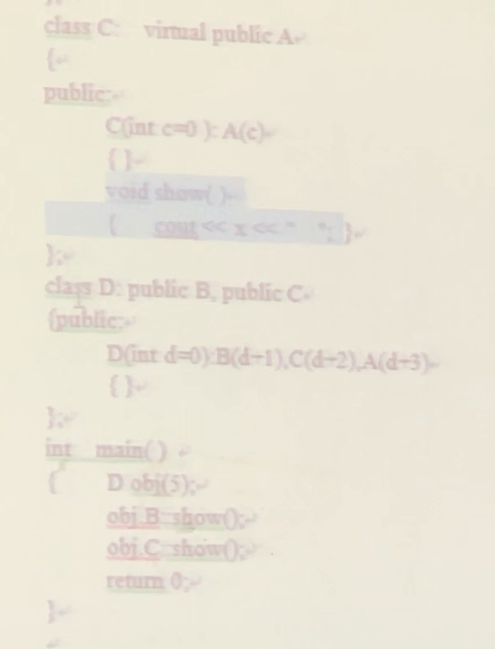 };
class C: virtual public A
{
public:
C(int c=0 ): A(c)
{ }
void show( )
{ cout << x << " "; }
};
class D: public B, public C
{public:
D(int d=0):B(d+1),C(d+2),A(d+3)
{ }
};
int main( )
{ D obj(5);
obj.B::show();
obj.C::show();
return 0;
}